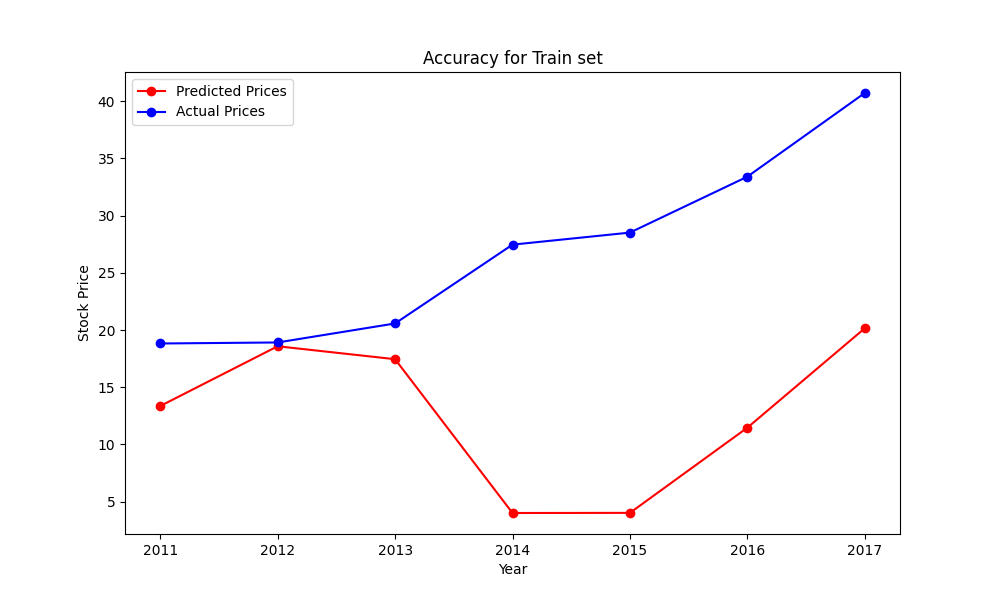 Accuracy for Train set
Predicted Prices
Actual Prices
40
35
30
25
20
15
10
5
Stock Price
2011 2012 2013 2014 2015 2016 2017
Year